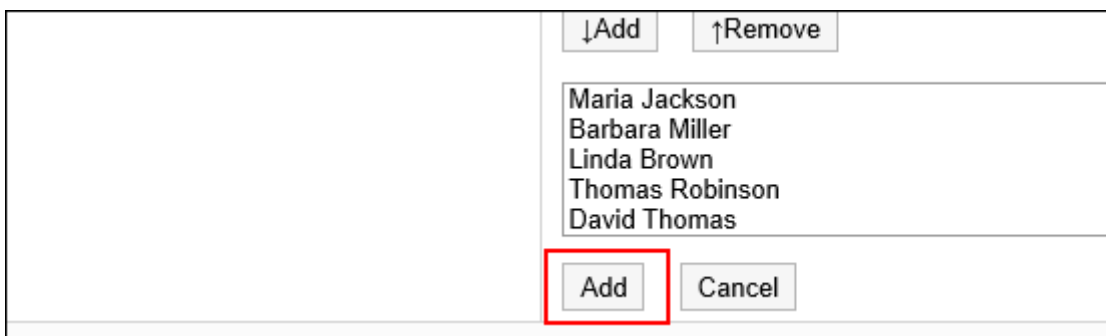 ↓Add ↑Remove
Maria Jackson
Barbara Miller
Linda Brown
Thomas Robinson
David Thomas
Add Cancel